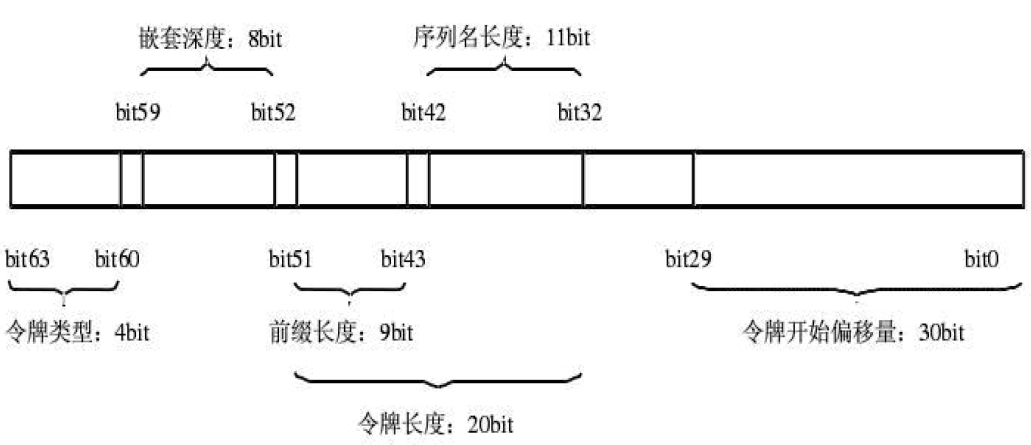 嵌套深度：8bit 序列名长度：11bit
bit59 bit52 bit42 bit32
bit63 bit60 bit51 bit43 bit29 bit0
令牌类型：4bit 前缀长度：9bit 令牌开始偏移量：30bit
令牌长度：20bit